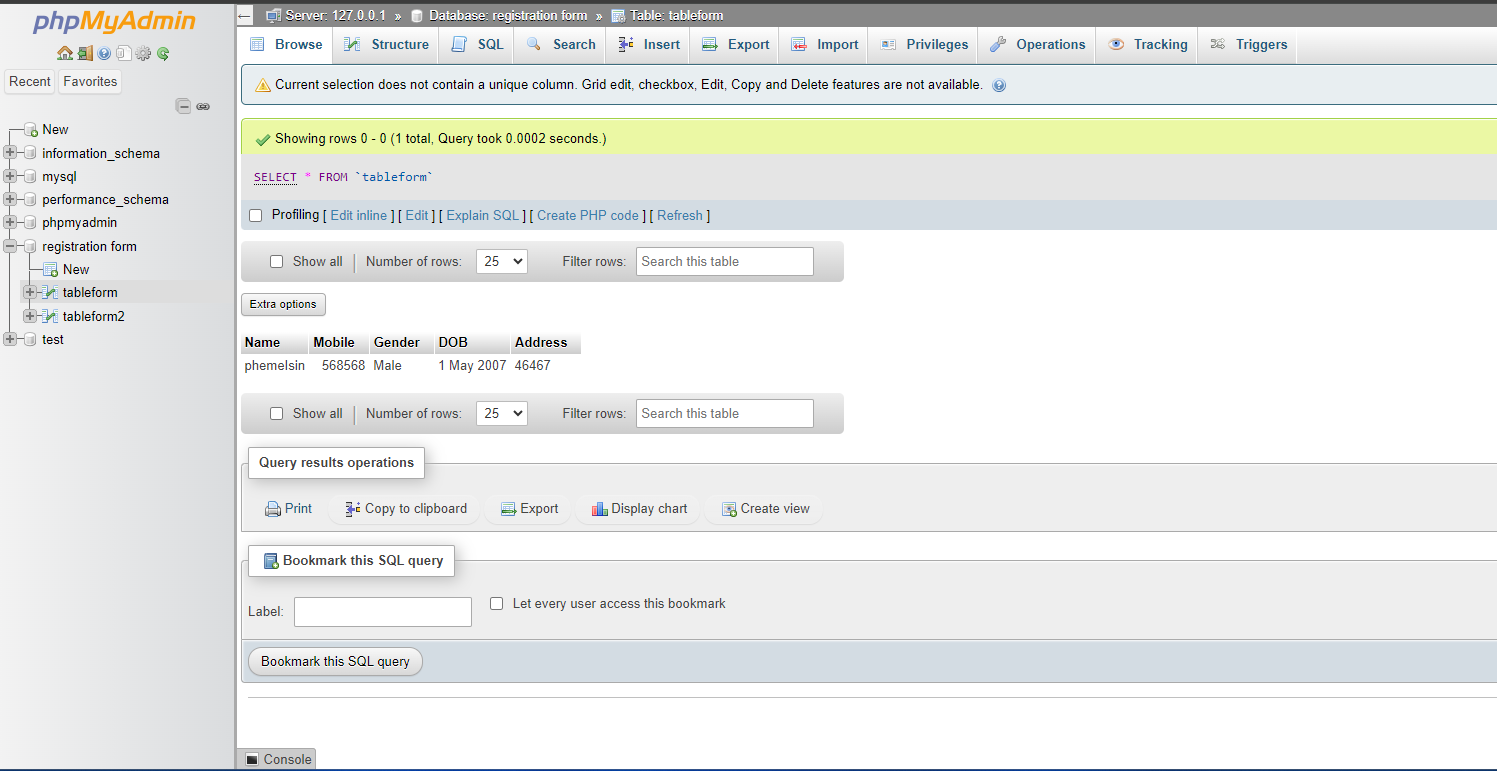 phpMyAdmin
Recent Favorites
New
information_schema
mysql
performance_schema
phpmyadmin
registration form
New
tableform
tableform2
test
Server: 127.0.0.1 » Database: registration form » Table: tableform
Browse Structure SQL Search Insert Export Import Privileges Operations Tracking Triggers
Current selection does not contain a unique column. Grid edit, checkbox, Edit, Copy and Delete features are not available.
Showing rows 0 - 0 (1 total, Query took 0.0002 seconds.)
SELECT * FROM `tableform`
Profiling [ Edit inline ] [ Edit ] [ Explain SQL ] [ Create PHP code ] [ Refresh ]
Show all Number of rows: 25 Filter rows: Search this table
Extra options
Name Mobile Gender DOB Address
phemelsin 568568 Male 1 May 2007 46467
Show all Number of rows: 25 Filter rows: Search this table
Query results operations
Print Copy to clipboard Export Display chart Create view
Bookmark this SQL query
Label: Let every user access this bookmark
Bookmark this SQL query
Console